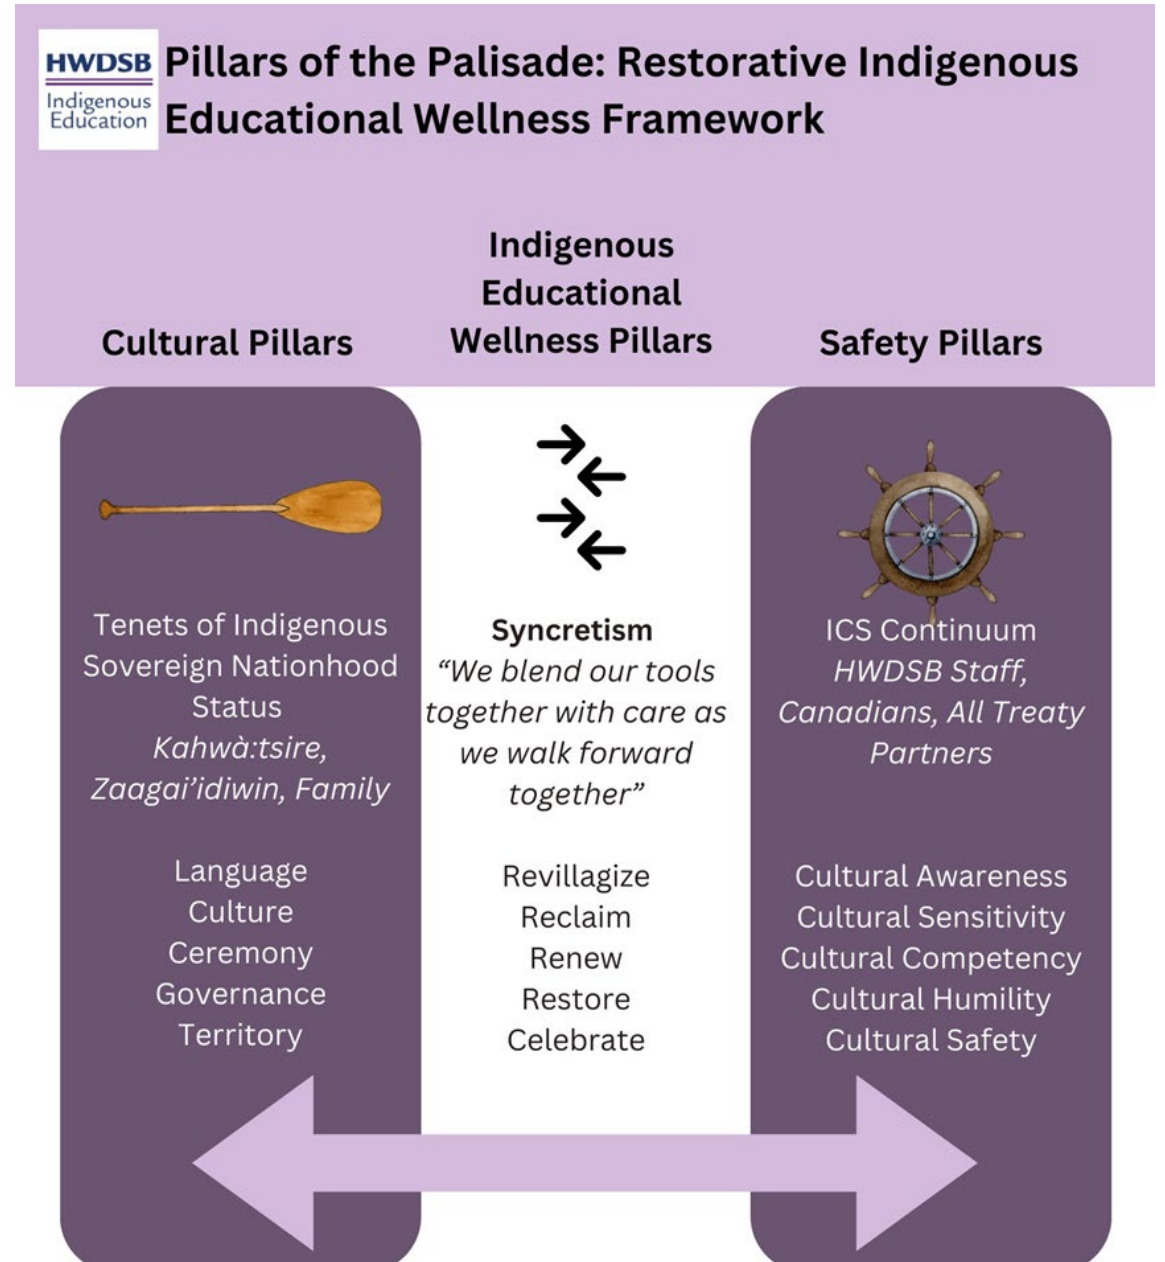 HWDSB
Indigenous
Education
Pillars of the Palisade: Restorative Indigenous
Educational Wellness Framework
Cultural Pillars
Indigenous
Educational
Wellness Pillars
Safety Pillars
Tenets of Indigenous
Sovereign Nationhood
Status
Kahwà:tsire,
Zaagai’idiwin, Family
Language
Culture
Ceremony
Governance
Territory
Syncretism
“We blend our tools
together with care as
we walk forward
together”
Revillagize
Reclaim
Renew
Restore
Celebrate
ICS Continuum
HWDSB Staff,
Canadians, All Treaty
Partners
Cultural Awareness
Cultural Sensitivity
Cultural Competency
Cultural Humility
Cultural Safety